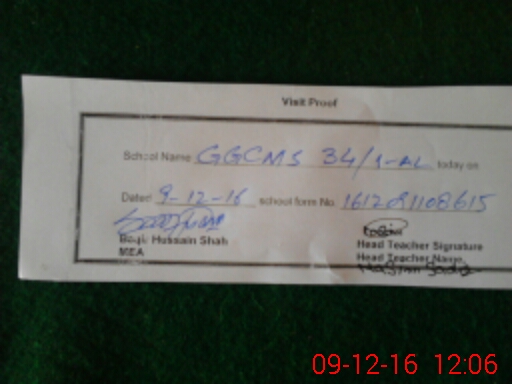 Visit Proof
School Name GGCMS 34/1-AL today on
Date: 9-12-16 school form No. 1612091108615
Hussain Shah
MEA
Head Teacher Signature
Head Teacher Name
09-12-16 12:06